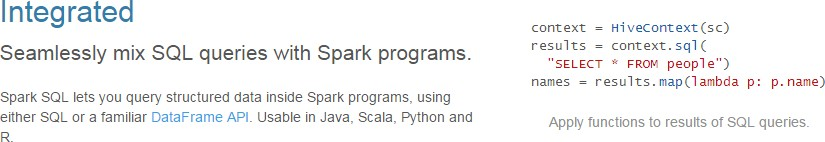 Integrated
Seamlessly mix SQL queries with Spark programs.
Spark SQL lets you query structured data inside Spark programs, using
either SQL or a familiar DataFrame API. Usable in Java, Scala, Python and
R.
context = HiveContext(sc)
results = context.sql(
  "SELECT * FROM people")
names = results.map(lambda p: p.name)
Apply functions to results of SQL queries.